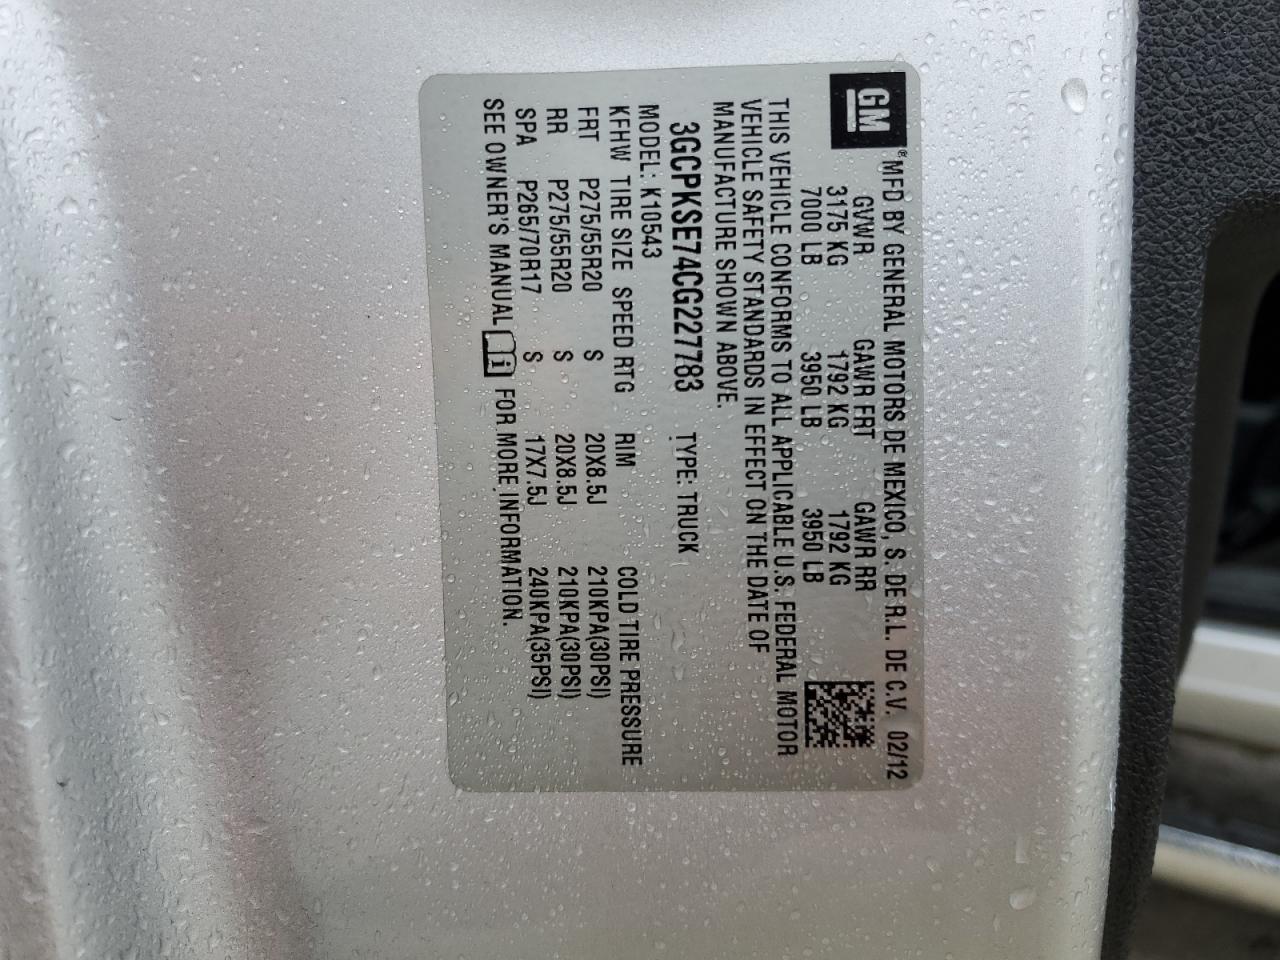 GM ® MFD BY GENERAL MOTORS DE MEXICO, S. DE R.L. DE C.V. 02/12
GVWR GAWR FRT GAWR RR
3175 KG 1792 KG 1792 KG
7000 LB 3950 LB 3950 LB
THIS VEHICLE CONFORMS TO ALL APPLICABLE U.S. FEDERAL MOTOR
VEHICLE SAFETY STANDARDS IN EFFECT ON THE DATE OF
MANUFACTURE SHOWN ABOVE.
3GCPKSE74CG227783 TYPE: TRUCK
MODEL: K10543
KFHW TIRE SIZE SPEED RTG RIM COLD TIRE PRESSURE
FRT P275/55R20 S 20X8.5J 210KPA(30PSI)
RR P275/55R20 S 20X8.5J 210KPA(30PSI)
SPA P265/70R17 S 17X7.5J 240KPA(35PSI)
SEE OWNER'S MANUAL i FOR MORE INFORMATION.